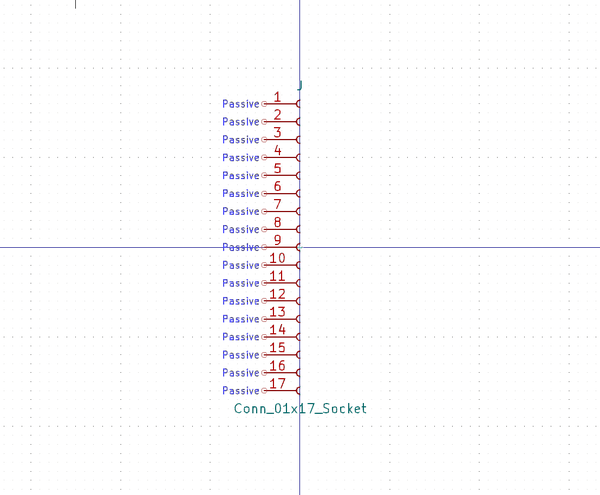 J
Passive 1
Passive 2
Passive 3
Passive 4
Passive 5
Passive 6
Passive 7
Passive 8
Passive 9
Passive 10
Passive 11
Passive 12
Passive 13
Passive 14
Passive 15
Passive 16
Passive 17
Conn_01x17_Socket